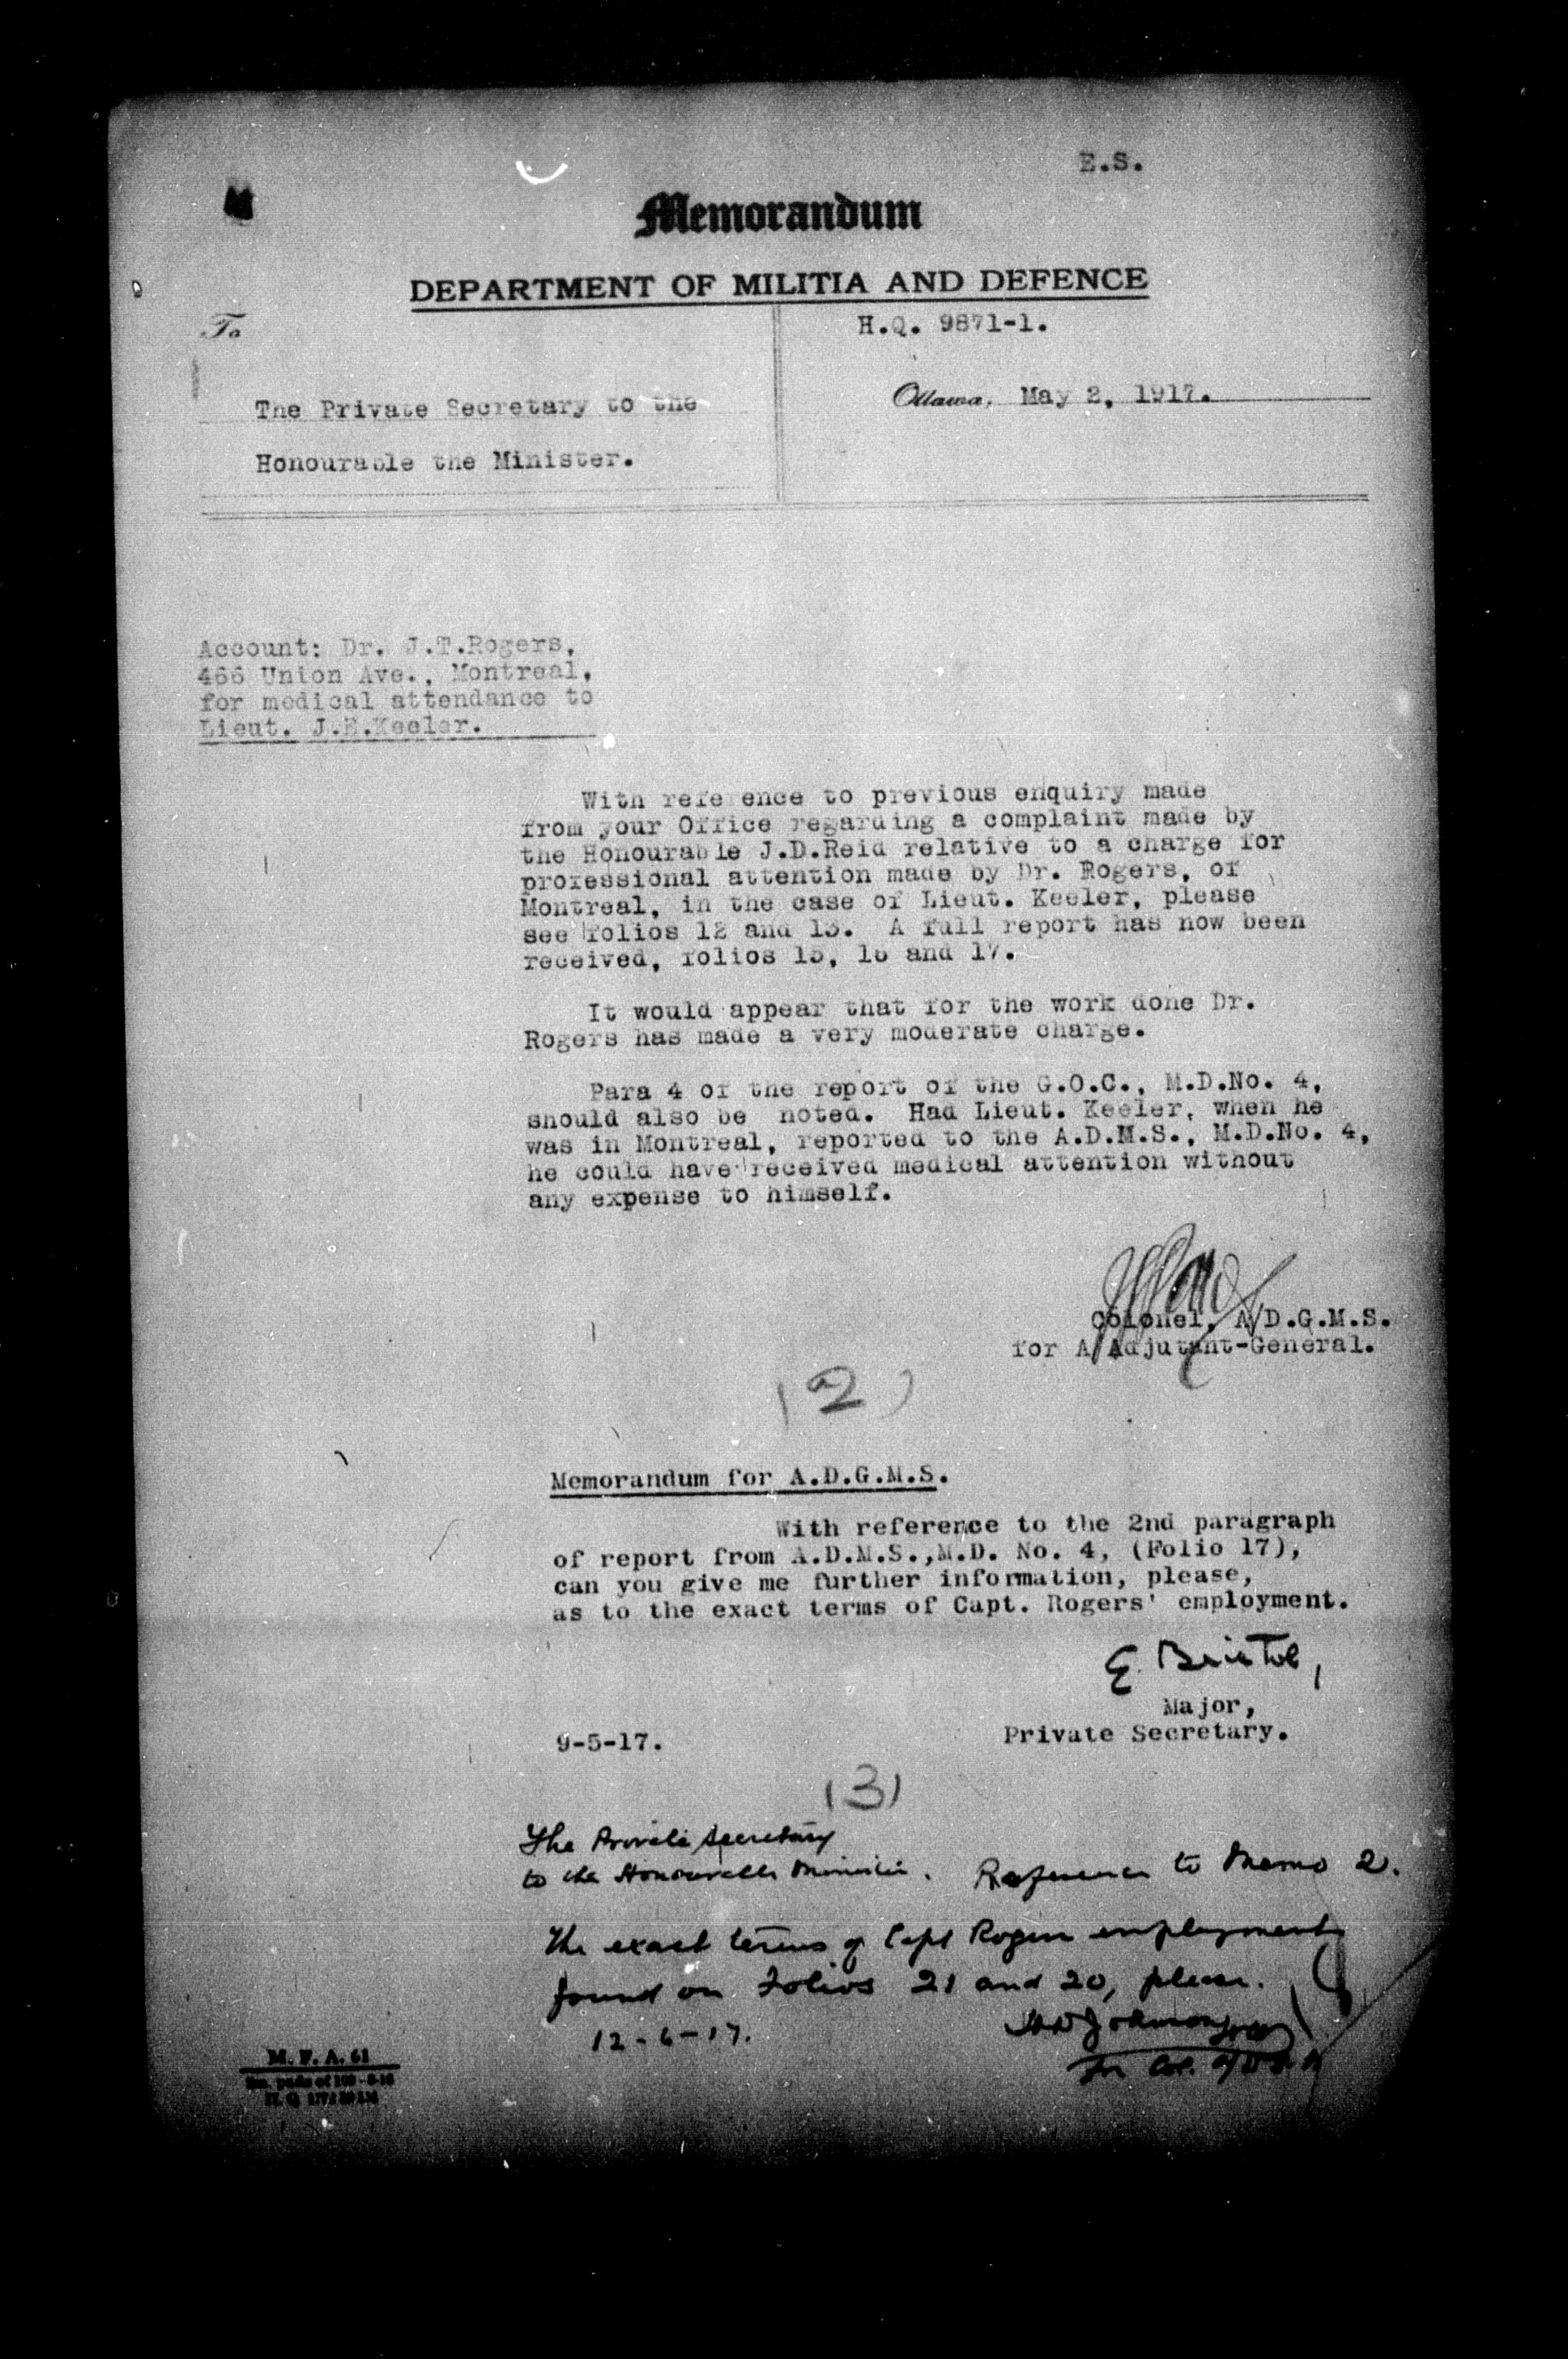 E.S.
Memorandum
DEPARTMENT OF MILITIA AND DEFENCE
To
H.Q. 9871-1.
Ottawa, May 2, 1917.
The Private Secretary to the
Honourable the Minister.
Account: Dr. J.T.Rogers,
466 Union Ave., Montreal,
for medical attendance to
Lieut. J.E.Keeler.
With reference to previous enquiry made
from your Office regarding a complaint made by
the Honourable J.D.Reid relative to a charge for
professional attention made by Dr. Rogers, of
Montreal, in the case of Lieut. Keeler, please
see folios 12 and 13. A full report has now been
received, folios 15, 16 and 17.
It would appear that for the work done Dr.
Rogers has made a very moderate charge.
Para 4 of the report of the G.O.C., M.D.No. 4,
should also be noted. Had Lieut. Keeler, when he
was in Montreal, reported to the A.D.M.S., M.D.No. 4,
he could have received medical attention without
any expense to himself.
Colonel, A/D.G.M.S.
for A/Adjutant-General.
(2)
Memorandum for A.D.G.M.S.
With reference to the 2nd paragraph
of report from A.D.M.S.,M.D. No. 4, (Folio 17),
can you give me further information, please,
as to the exact terms of Capt. Rogers' employment.
E. Bristol,
Major,
Private Secretary.
9-5-17.
(3)
The Private Secretary
to the Honourable Minister. Reference to Memo 2.
The exact terms of Capt Rogers employment
found on Folios 21 and 20, please.
12-6-17.
for Col.
M. F. A. 61